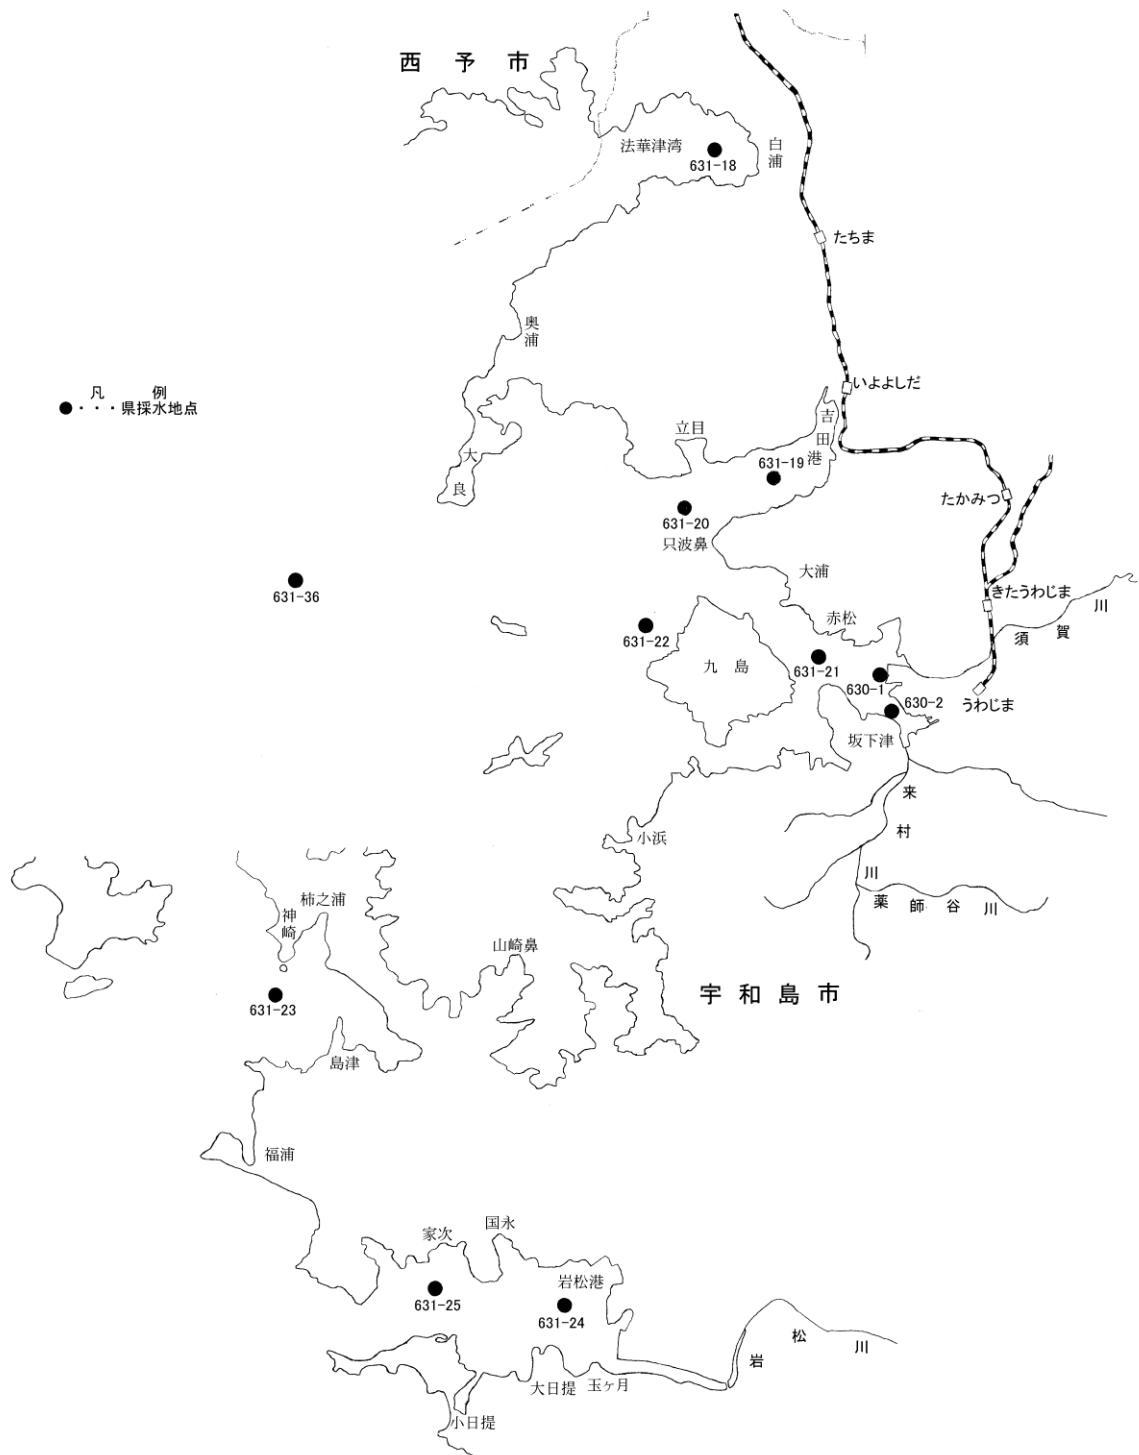 西予市
法華津湾
631-18
白浦
たちま
奥浦
凡例
●・・・県採水地点
いよよしだ
吉田港
立目
大良
631-19
たかみつ
631-20
只波鼻
大浦
631-36
きたうわじま
須賀川
赤松
631-22
九島
631-21
630-1
630-2
うわじま
坂下津
来村川
小浜
薬師谷川
柿之浦
神崎
山崎鼻
宇和島市
631-23
島津
福浦
国永
家次
岩松港
631-25
631-24
岩松川
大日提
玉ヶ月
小日提